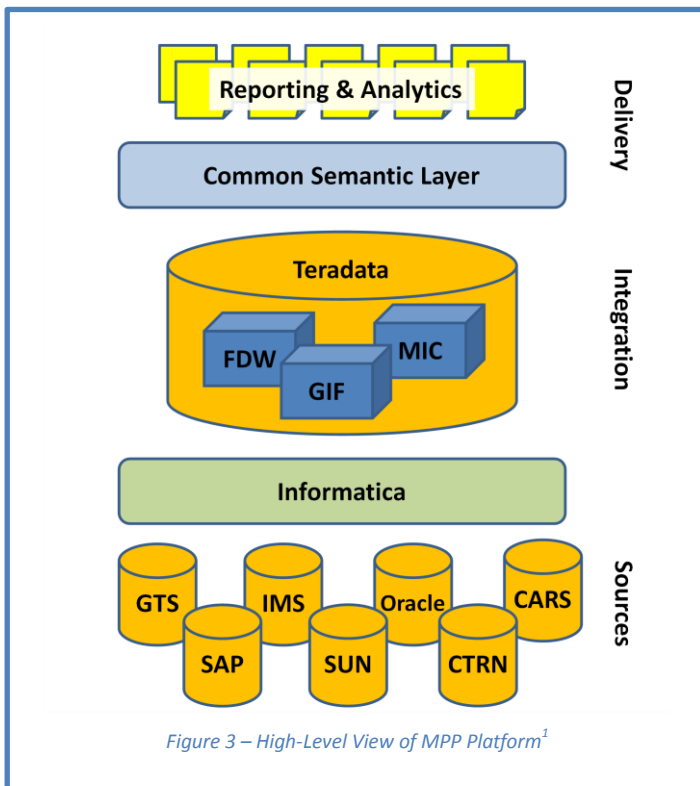 Reporting & Analytics
Delivery
Common Semantic Layer
Teradata
Integration
FDW
MIC
GIF
Informatica
Sources
GTS
IMS
Oracle
CARS
SAP
SUN
CTRN
Figure 3 – High-Level View of MPP Platform¹